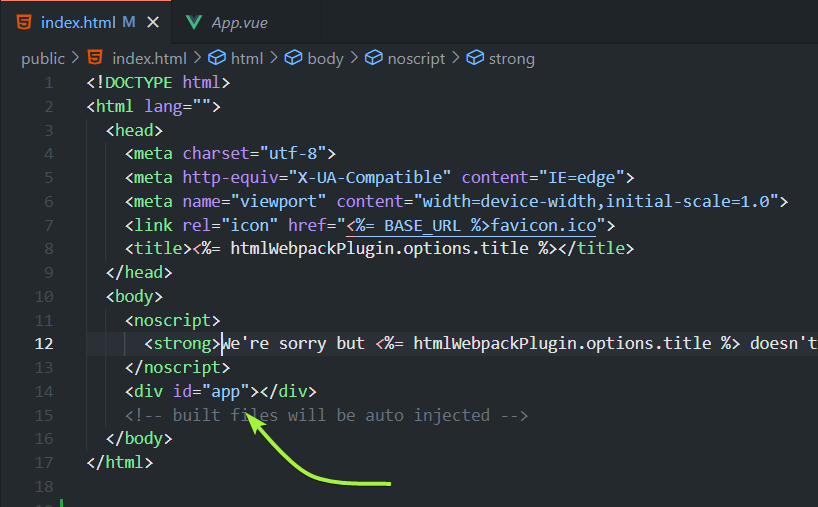 index.html M × App.vue
public > index.html > html > body > noscript > strong
1 <!DOCTYPE html>
2 <html lang="">
3 <head>
4 <meta charset="utf-8">
5 <meta http-equiv="X-UA-Compatible" content="IE=edge">
6 <meta name="viewport" content="width=device-width,initial-scale=1.0">
7 <link rel="icon" href="<%= BASE_URL %>favicon.ico">
8 <title><%= htmlWebpackPlugin.options.title %></title>
9 </head>
10 <body>
11 <noscript>
12 <strong>We're sorry but <%= htmlWebpackPlugin.options.title %> doesn't
13 </noscript>
14 <div id="app"></div>
15 <!-- built files will be auto injected -->
16 </body>
17 </html>
18